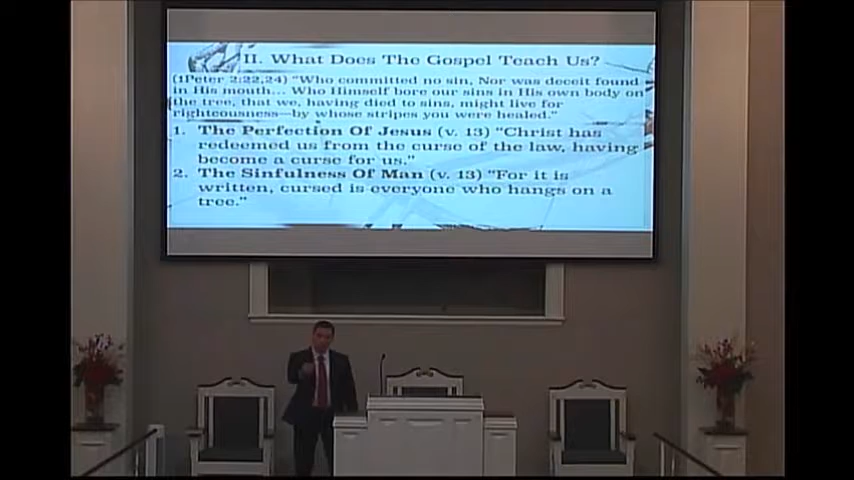 II. What Does The Gospel Teach Us?
(1Peter 2:22,24) "Who committed no sin, Nor was deceit found
in His mouth... Who Himself bore our sins in His own body on
the tree, that we, having died to sins, might live for
righteousness—by whose stripes you were healed."
1. The Perfection Of Jesus (v. 13) "Christ has
redeemed us from the curse of the law, having
become a curse for us."
2. The Sinfulness Of Man (v. 13) "For it is
written, cursed is everyone who hangs on a
tree."